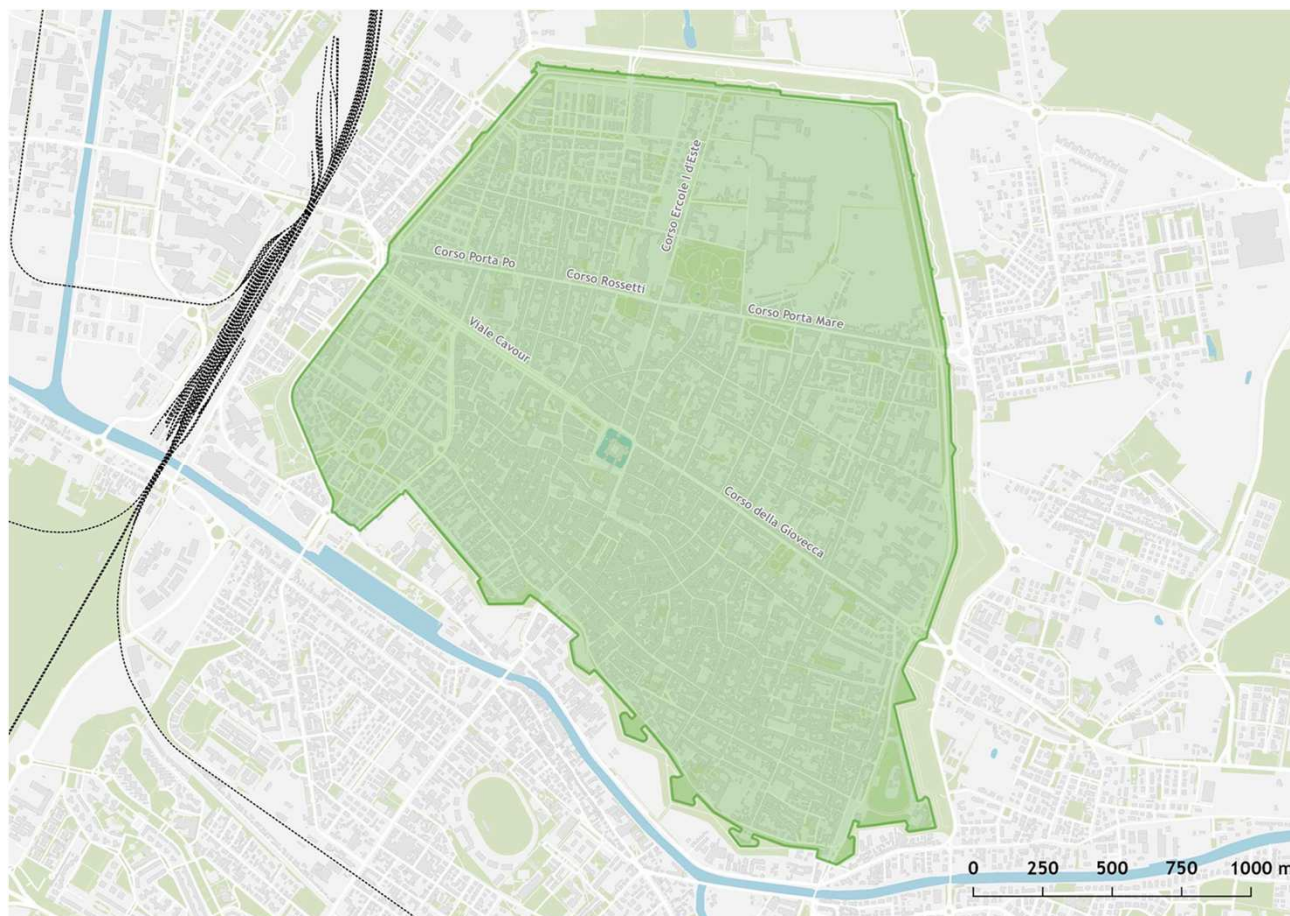 Corso Ercole I d'Este
Corso Porta Po
Corso Rossetti
Corso Porta Mare
Viale Cavour
Corso della Giovecca
0 250 500 750 1000 m